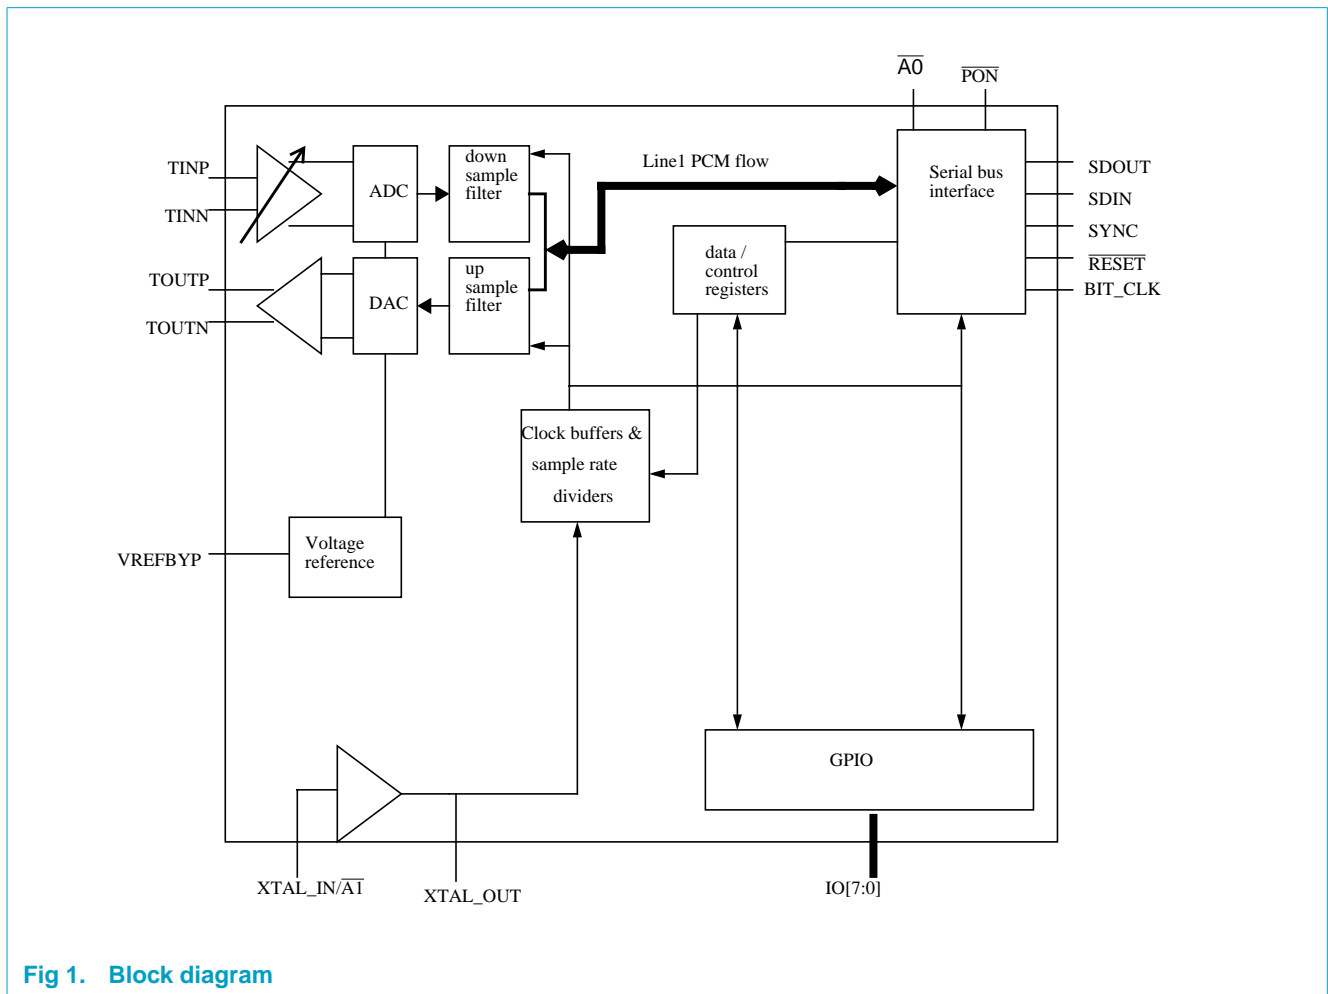 A0
PON
TINP
TINN
TOUTP
TOUTN
VREFBYP
ADC
down
sample
filter
DAC
up
sample
filter
Line1 PCM flow
Serial bus
interface
data /
control
registers
SDOUT
SDIN
SYNC
RESET
BIT_CLK
Clock buffers &
sample rate
dividers
Voltage
reference
GPIO
XTAL_IN/A1
XTAL_OUT
IO[7:0]
Fig 1. Block diagram